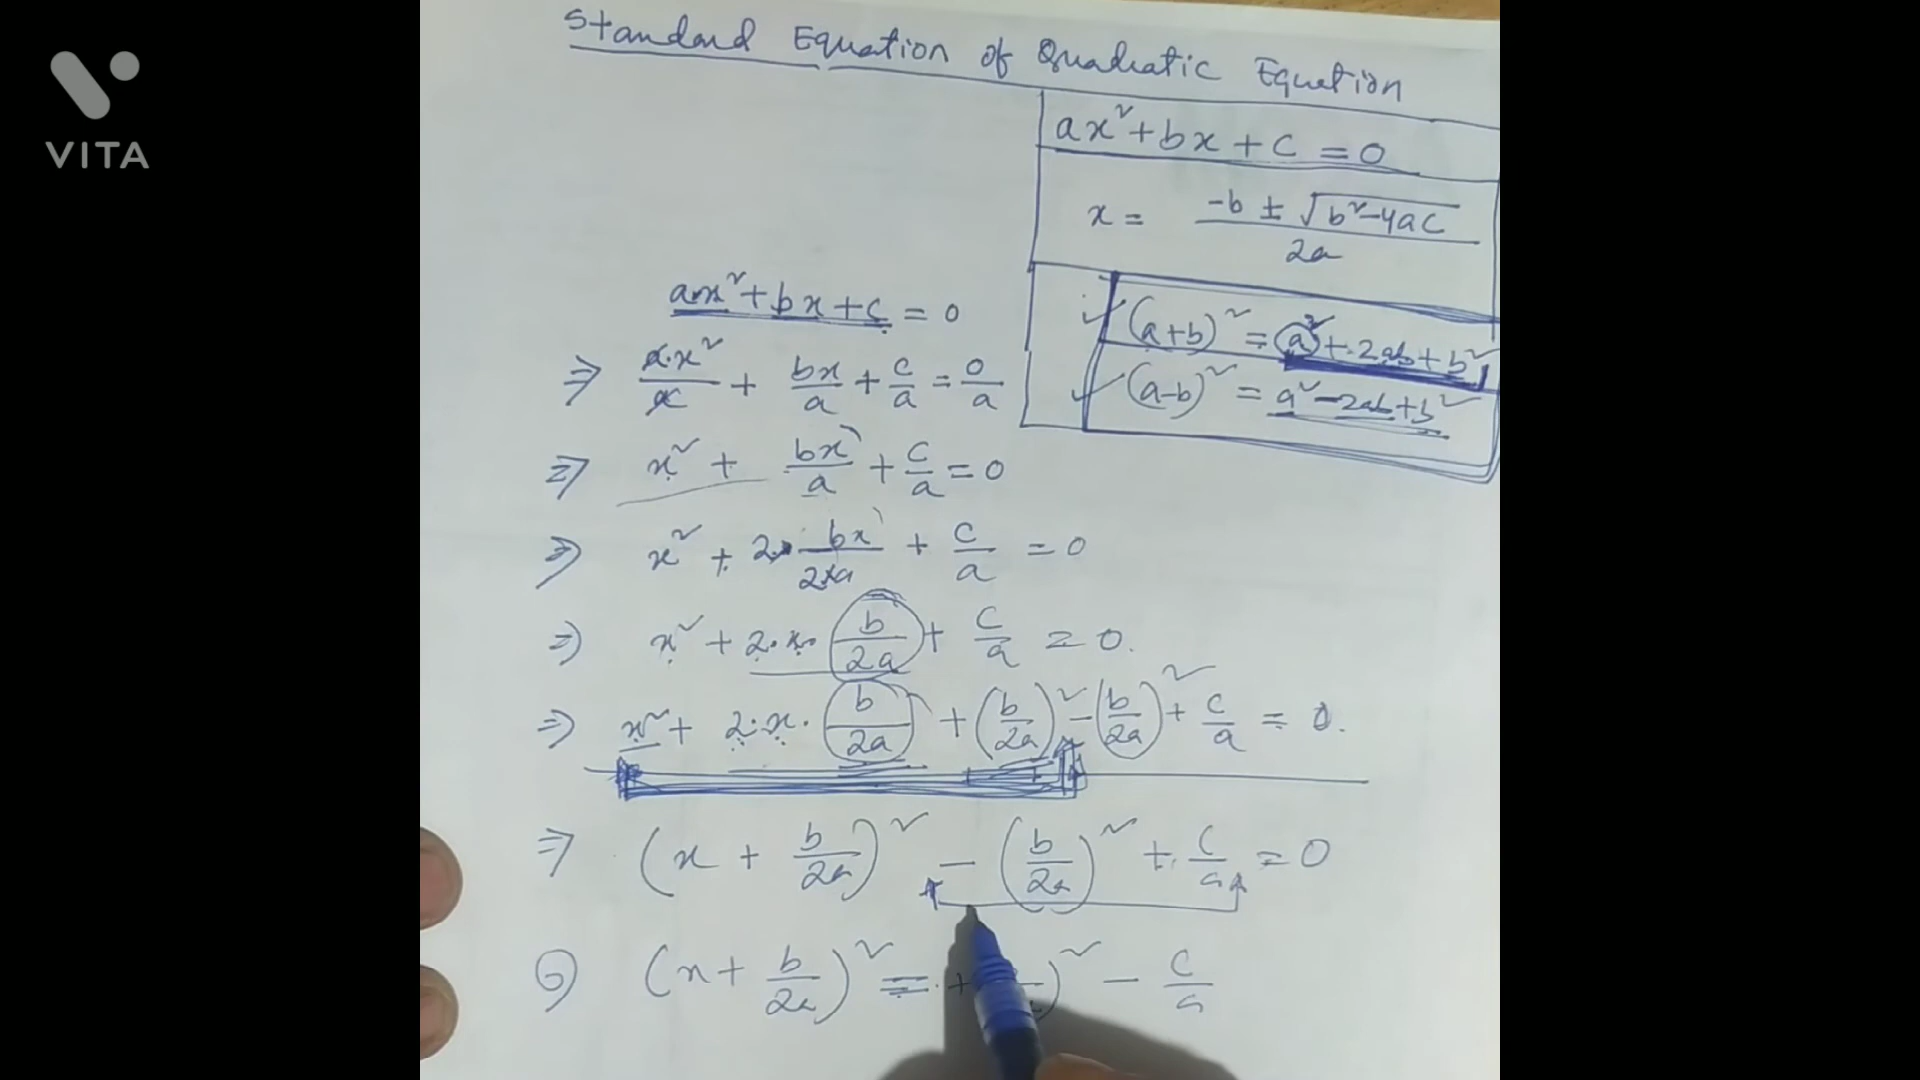 VITA
Standard Equation of Quadratic Equation
ax² + bx + c = 0
x = (-b ± √(b² - 4ac)) / 2a
(a+b)² = a² + 2ab + b²
(a-b)² = a² - 2ab + b²
ax² + bx + c = 0
⇒ a·x²/a + bx/a + c/a = 0/a
⇒ x² + bx/a + c/a = 0
⇒ x² + 2· bx/2×a + c/a = 0
⇒ x² + 2·x· b/2a + c/a = 0.
⇒ x² + 2·x· b/2a + (b/2a)² - (b/2a)² + c/a = 0.
⇒ (x + b/2a)² - (b/2a)² + c/a = 0
(x + b/2a)² = + )² - c/a